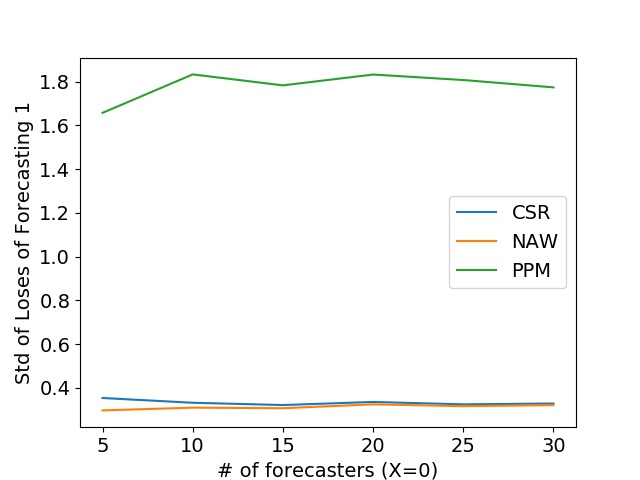 Std of Loses of Forecasting 1
1.8
1.6
1.4
1.2
1.0
0.8
0.6
0.4
CSR
NAW
PPM
5 10 15 20 25 30
# of forecasters (X=0)